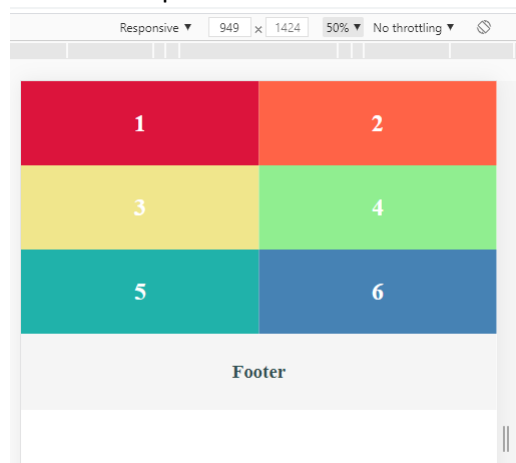 Responsive ▼ 949 x 1424 50% ▼ No throttling ▼
1 2
3 4
5 6
Footer